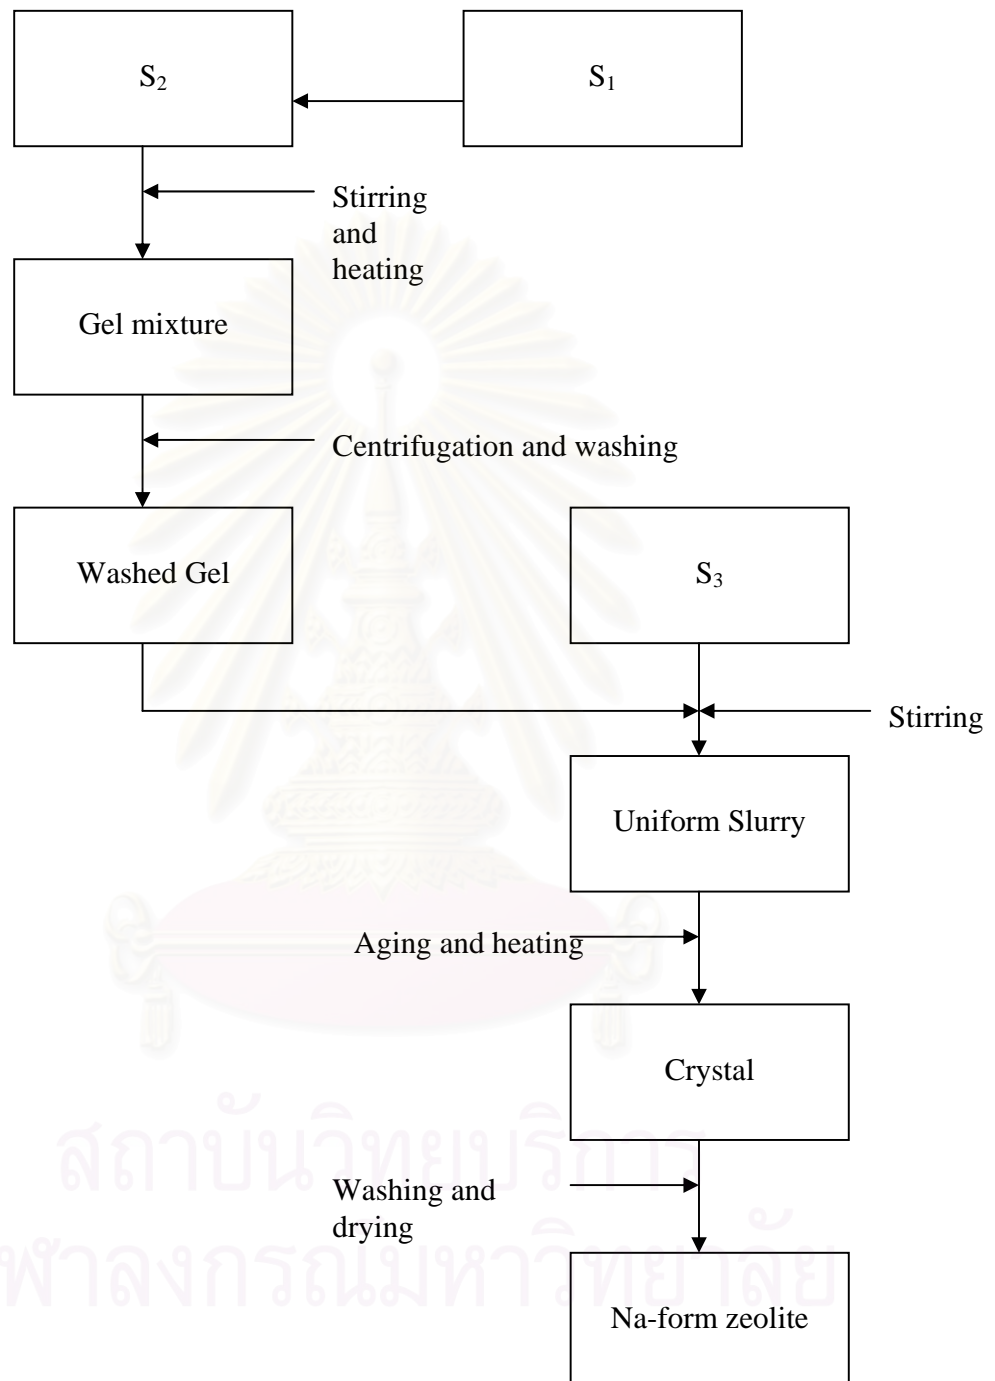 S₂
S₁
Stirring
and
heating
Gel mixture
Centrifugation and washing
Washed Gel
S₃
Stirring
Uniform Slurry
Aging and heating
Crystal
สถาบันวิทยบริการ
Washing and
drying
จุฬาลงกรณ์มหาวิทยาลัย
Na-form zeolite